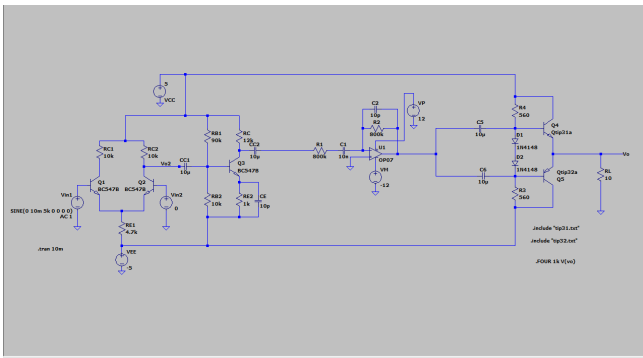 5
VCC
RC1
10k
RC2
10k
Q1
BC547B
Q2
BC547B
Vin1
SINE(0 10m 5k 0 0 0 0)
AC 1
Vin2
0
RE1
4.7k
VEE
-5
.tran 10m
Vo2
CC1
10µ
RB1
90k
RB2
10k
RC
12k
Q3
BC547B
RE2
1k
CE
10p
CC2
10µ
R1
800k
C1
10n
C2
10µ
R2
800k
U1
OP07
VP
12
VM
-12
C5
10µ
C6
10p
R4
560
D1
1N4148
D2
1N4148
R3
560
Q4
Qtip31a
Qtip32a
Q5
Vo
RL
10
.include "tip31.txt"
.include "tip32.txt"
.FOUR 1k V(vo)